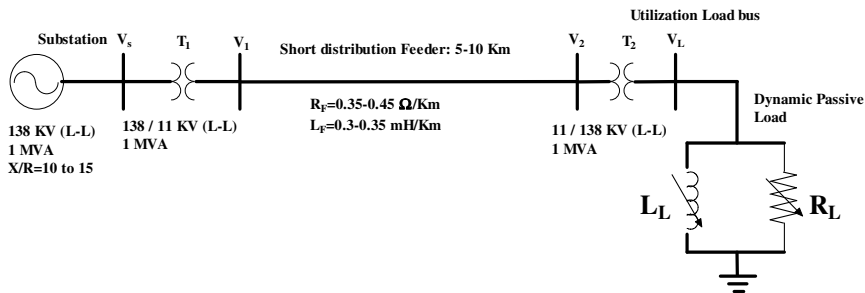 Utilization Load bus
Substation
Vs
T1
V1
V2
T2
VL
Short distribution Feeder: 5-10 Km
RF=0.35-0.45 Ω/Km
LF=0.3-0.35 mH/Km
138 KV (L-L)
1 MVA
X/R=10 to 15
138 / 11 KV (L-L)
1 MVA
11 / 138 KV (L-L)
1 MVA
Dynamic Passive
Load
LL
RL